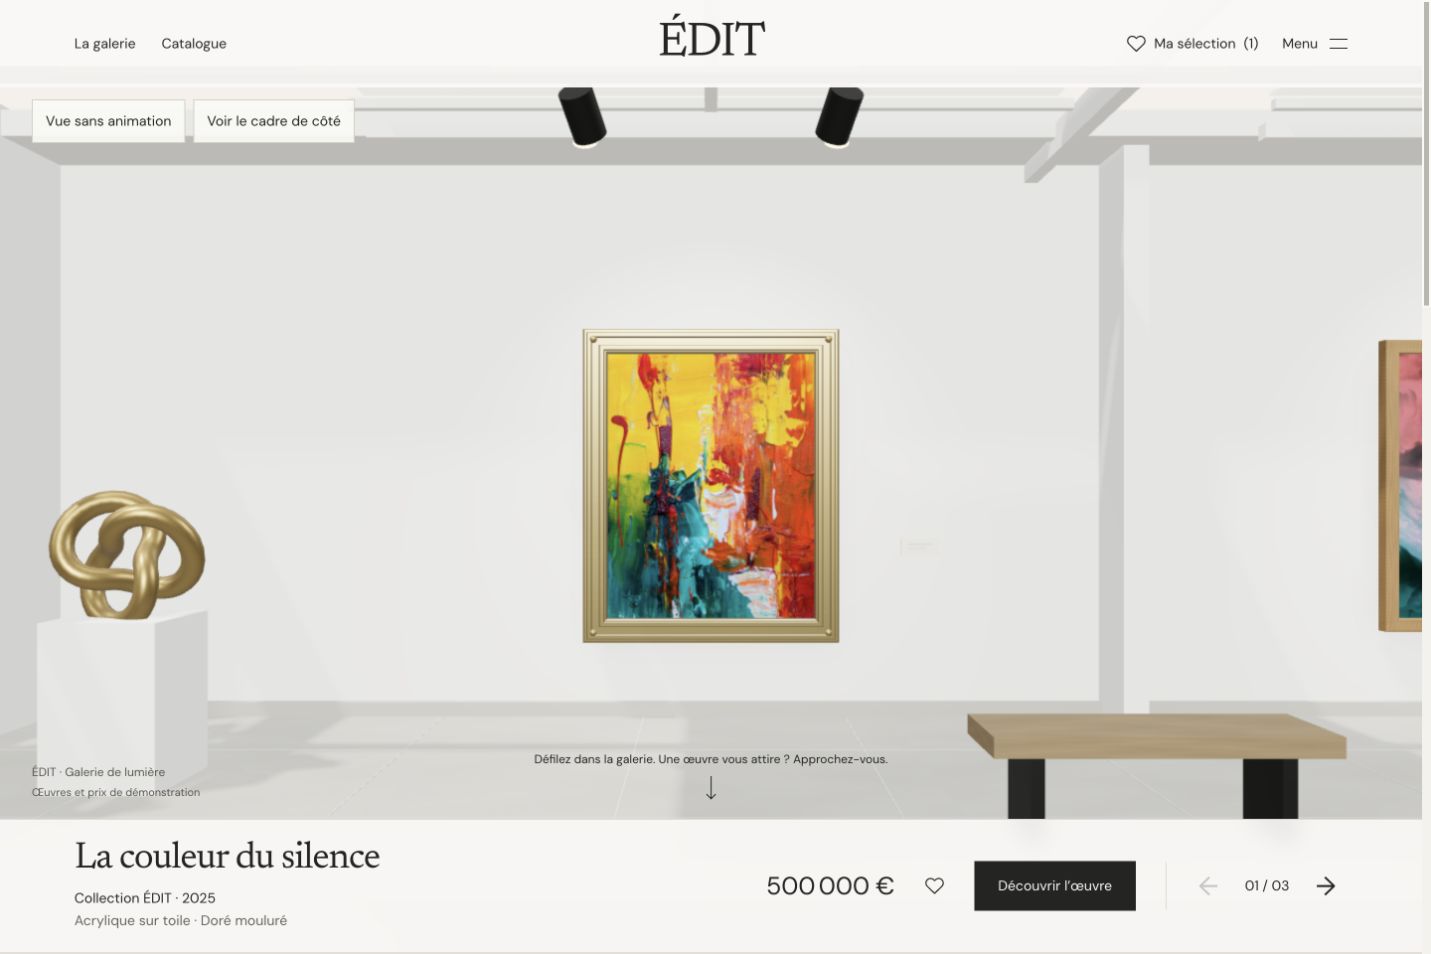 La galerie
Catalogue
ÉDIT
Ma sélection (1)
Menu
Vue sans animation
Voir le cadre de côté
Défilez dans la galerie. Une œuvre vous attire ? Approchez-vous.
ÉDIT · Galerie de lumière
Œuvres et prix de démonstration
La couleur du silence
Collection ÉDIT · 2025
Acrylique sur toile · Doré mouluré
500 000 €
Découvrir l’œuvre
01 / 03